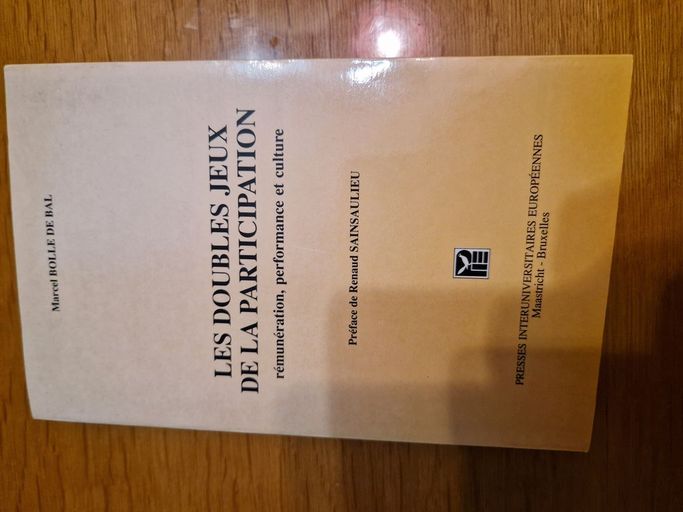 Marcel BOLLE DE BAL
LES DOUBLES JEUX
DE LA PARTICIPATION
rémunération, performance et culture
Préface de Renaud SAINSAULIEU
PIE
PRESSES INTERUNIVERSITAIRES EUROPÉENNES
Maastricht - Bruxelles